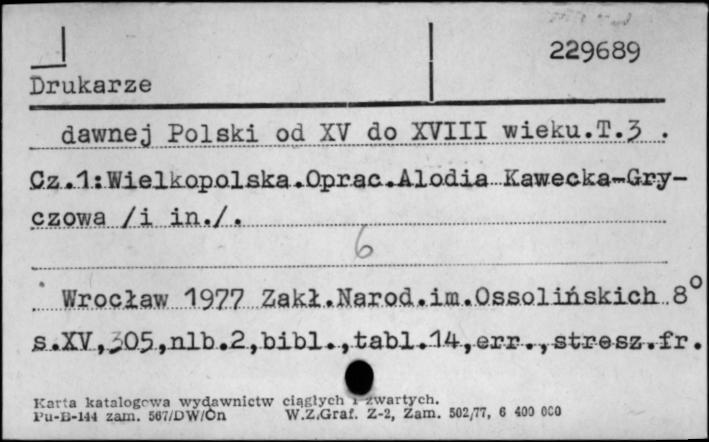 229689
Drukarze
dawnej Polski od XV do XVIII wieku.T.3 .
Cz.1:Wielkopolska.Oprac.Alodia Kawecka-Gry-
czowa /i in./.
6
Wrocław 1977 Zakł.Narod.im.Ossolińskich 8°
s.XV,305,nlb.2,bibl.,tabl.14,err.,stresz.fr.
Karta katalogowa wydawnictw ciągłych i zwartych.
Pu-B-144 zam. 567/DW/On W.Z.Graf. Z-2, Zam. 502/77, 6 400 000